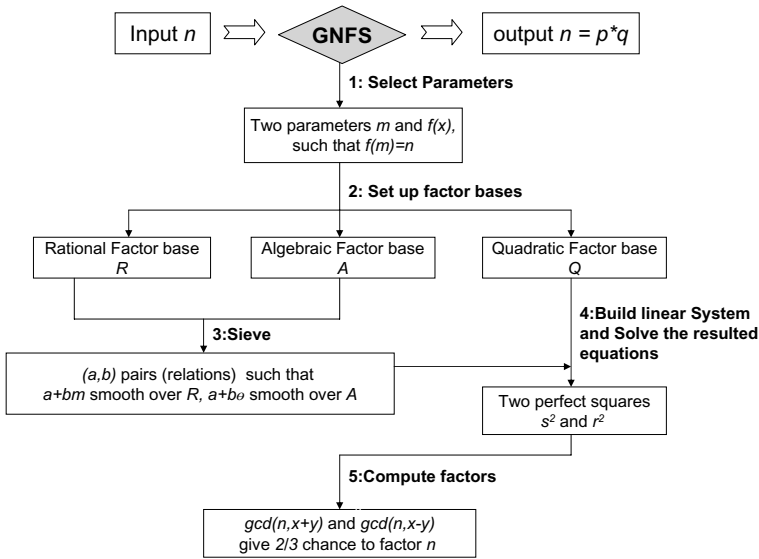 Input n
GNFS
output n = p*q
1: Select Parameters
Two parameters m and f(x),
such that f(m)=n
2: Set up factor bases
Rational Factor base
R
Algebraic Factor base
A
Quadratic Factor base
Q
3:Sieve
4:Build linear System
and Solve the resulted
equations
(a,b) pairs (relations) such that
a+bm smooth over R, a+bθ smooth over A
Two perfect squares
s² and r²
5:Compute factors
gcd(n,x+y) and gcd(n,x-y)
give 2/3 chance to factor n